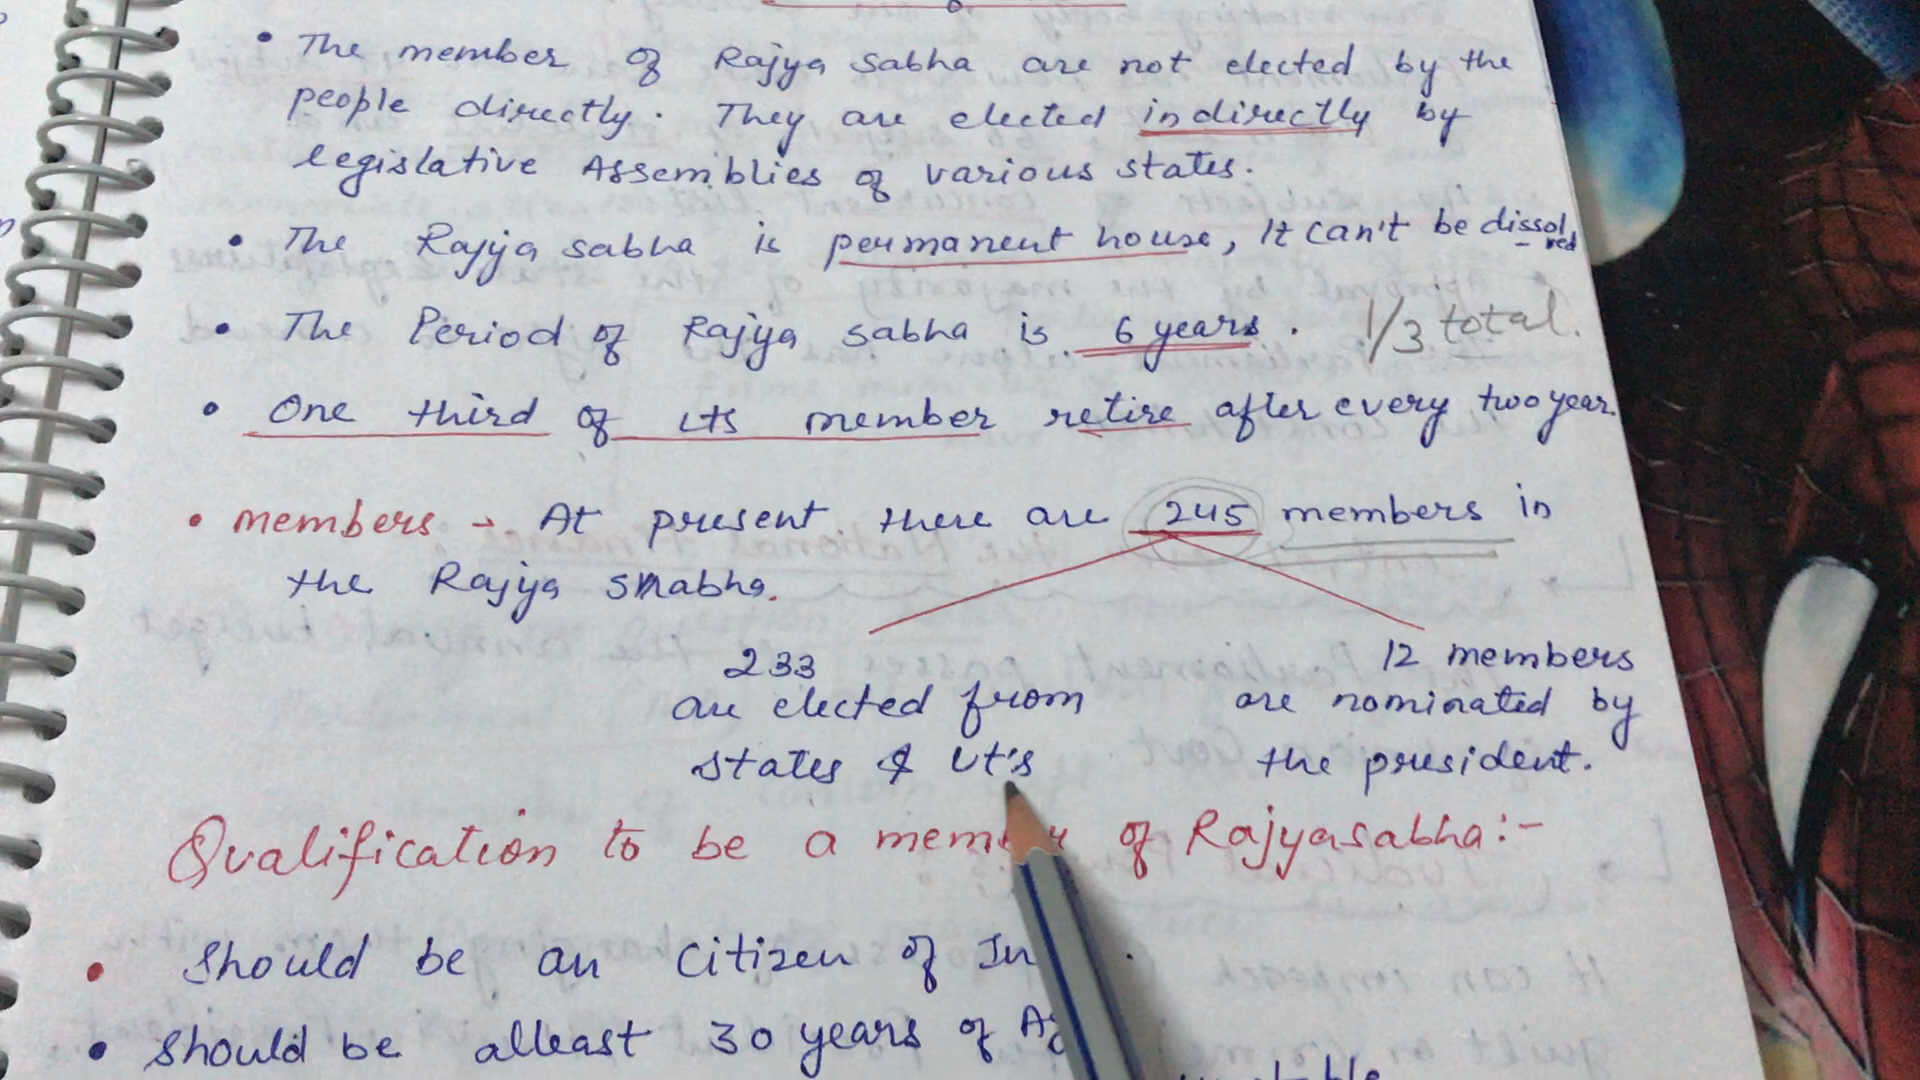 • The member of Rajya Sabha are not elected by the
people directly. They are elected indirectly by
legislative Assemblies of various states.
• The Rajya sabha is permanent house, It can't be dissolved
• The Period of Rajya sabha is 6 years. 1/3 total.
• One third of its member retire after every two year.
• members → At present there are 245 members in
the Rajya Snabha.
233 12 members
are elected from are nominated by
states & Ut's the president.
Qualification to be a member of Rajyasabha:-
• Should be an citizen of In
• Should be atleast 30 years of Ag